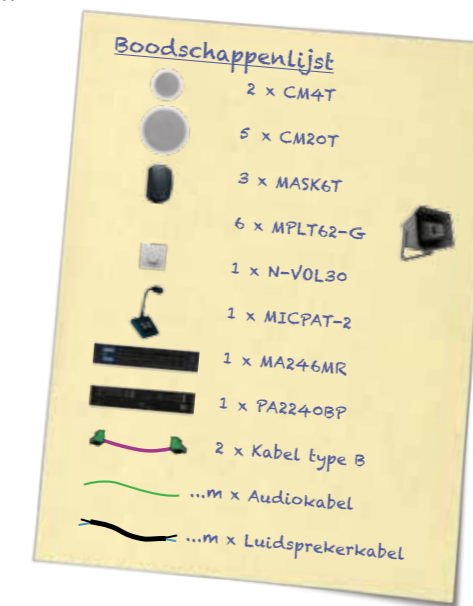 Boodschappenlijst
2 x CM4T
5 x CM20T
3 x MASK6T
6 x MPLT62-G
1 x N-VOL30
1 x MICPAT-2
1 x MA246MR
1 x PA2240BP
2 x Kabel type B
...m x Audiokabel
...m x Luidsprekerkabel